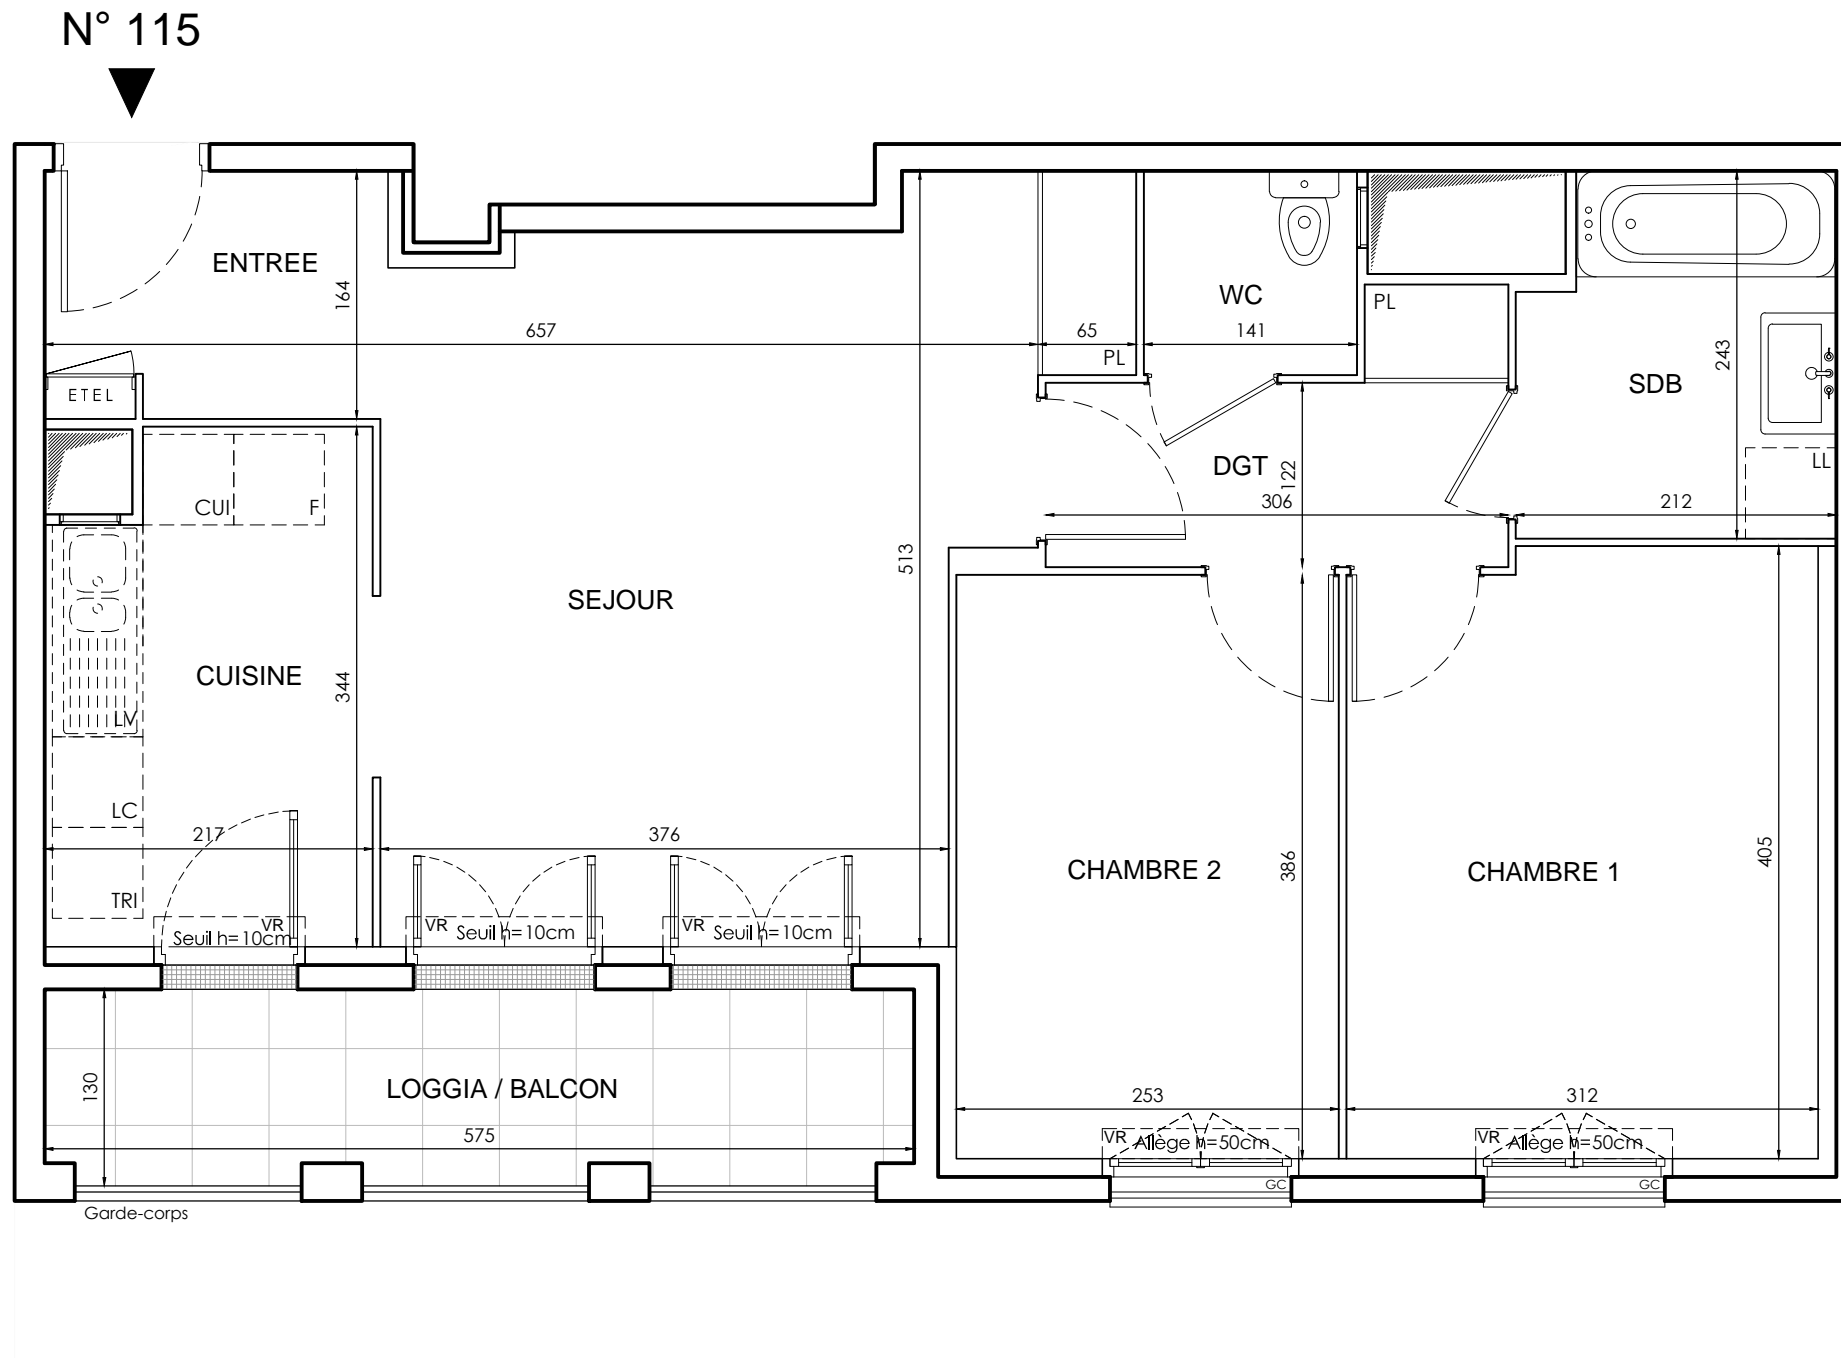 N° 115
ENTREE
164
657
65
PL
WC
141
PL
243
SDB
ETEL
CUI
F
DGT
122
306
LL
212
513
SEJOUR
CUISINE
344
LV
LC
217
376
TRI
VR
Seuil h=10cm
VR
Seuil h=10cm
VR
Seuil h=10cm
CHAMBRE 2
386
CHAMBRE 1
405
LOGGIA / BALCON
130
575
253
312
VR
Allège h=50cm
VR
Allège h=50cm
GC
GC
Garde-corps